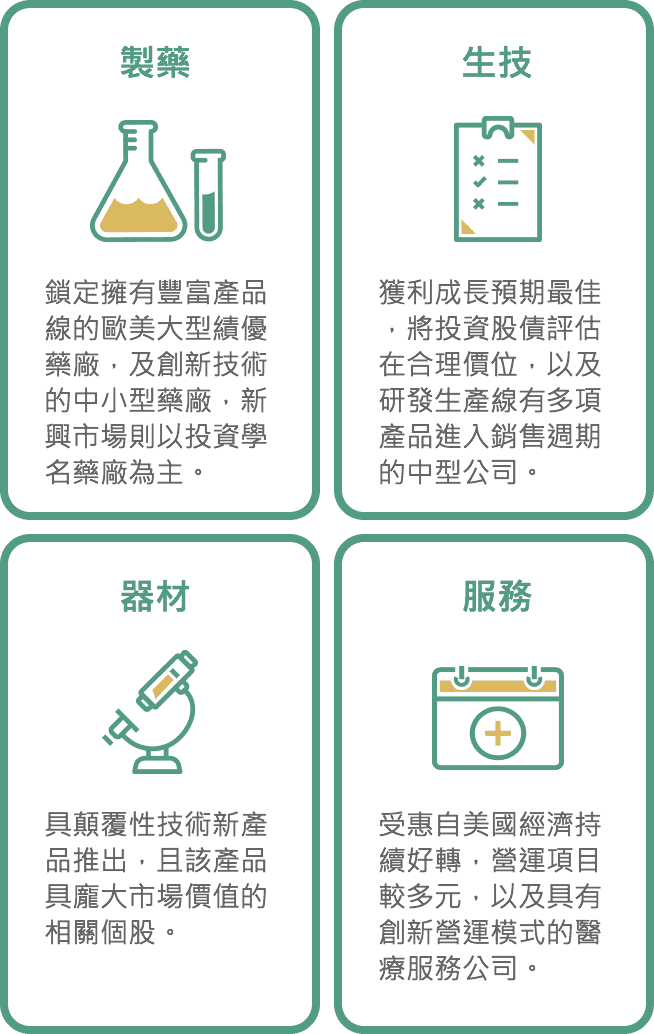 製藥
鎖定擁有豐富產品
線的歐美大型績優
藥廠，及創新技術
的中小型藥廠，新
興市場則以投資學
名藥廠為主。
生技
獲利成長預期最佳
，將投資股債評估
在合理價位，以及
研發生產線有多項
產品進入銷售週期
的中型公司。
器材
具顛覆性技術新產
品推出，且該產品
具龐大市場價值的
相關個股。
服務
受惠自美國經濟持
續好轉，營運項目
較多元，以及具有
創新營運模式的醫
療服務公司。